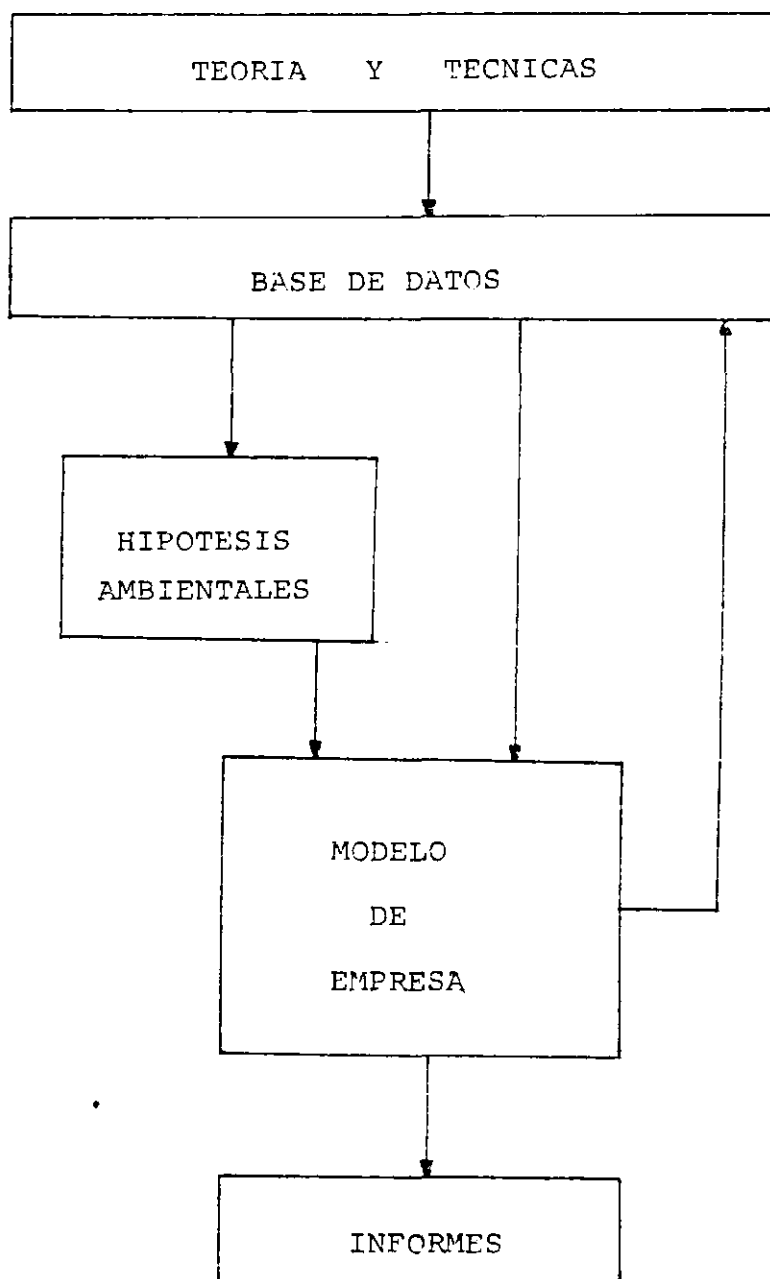 TEORIA Y TECNICAS
BASE DE DATOS
HIPOTESIS
AMBIENTALES
MODELO
DE
EMPRESA
INFORMES